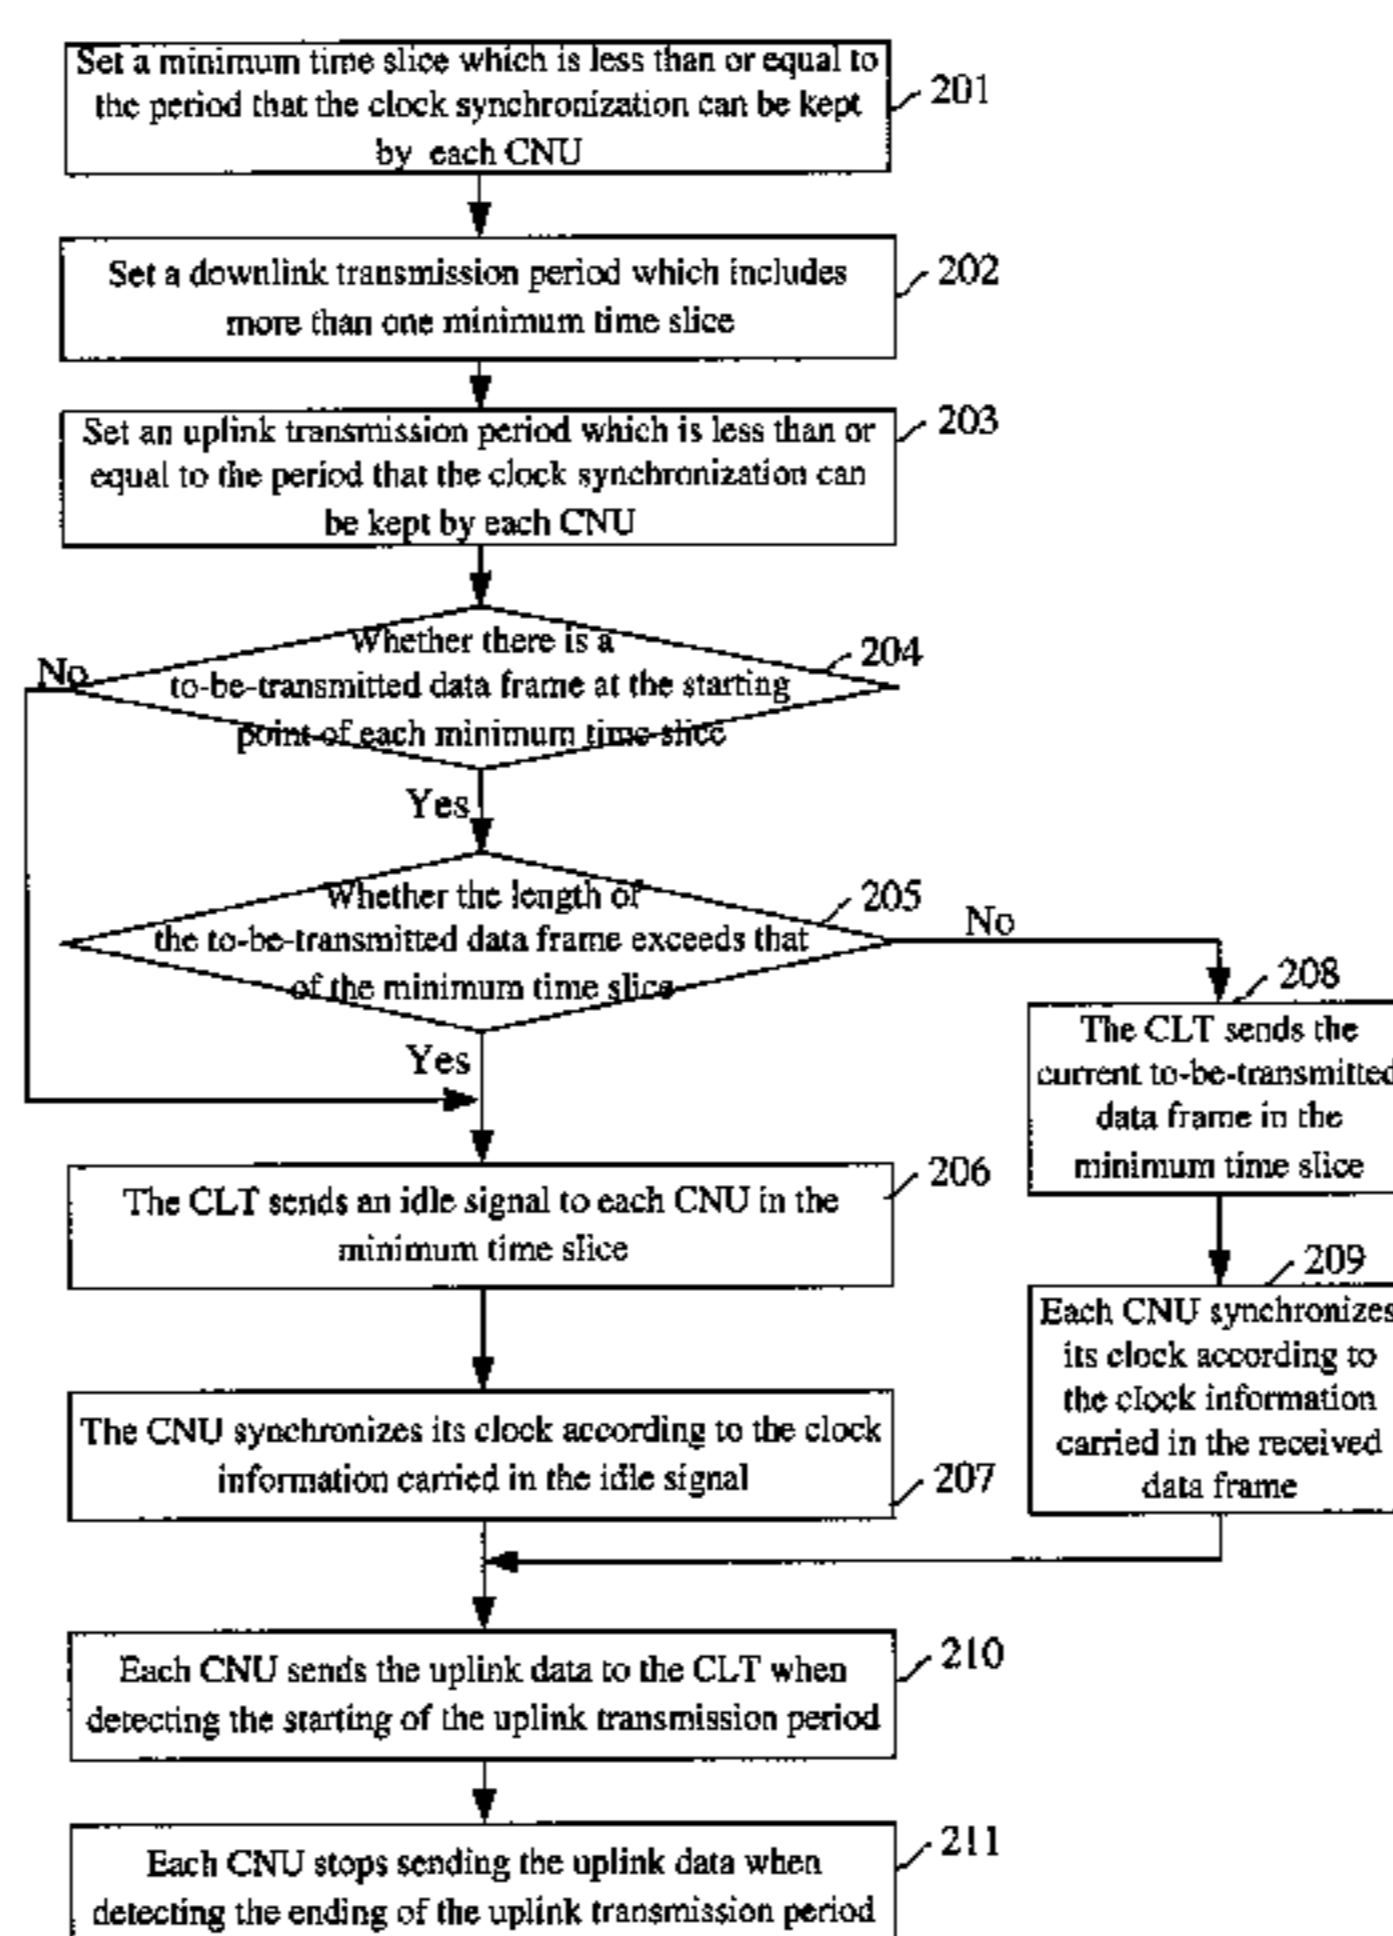 Set a minimum time slice which is less than or equal to
the period that the clock synchronization can be kept
by each CNU
201
Set a downlink transmission period which includes
more than one minimum time slice
202
Set an uplink transmission period which is less than or
equal to the period that the clock synchronization can
be kept by each CNU
203
Whether there is a
to-be-transmitted data frame at the starting
point of each minimum time slice
204
No
Yes
Whether the length of
the to-be-transmitted data frame exceeds that
of the minimum time slice
205
No
Yes
208
The CLT sends the
current to-be-transmitted
data frame in the
minimum time slice
The CLT sends an idle signal to each CNU in the
minimum time slice
206
209
Each CNU synchronizes
its clock according to
the clock information
carried in the received
data frame
The CNU synchronizes its clock according to the clock
information carried in the idle signal
207
Each CNU sends the uplink data to the CLT when
detecting the starting of the uplink transmission period
210
Each CNU stops sending the uplink data when
detecting the ending of the uplink transmission period
211